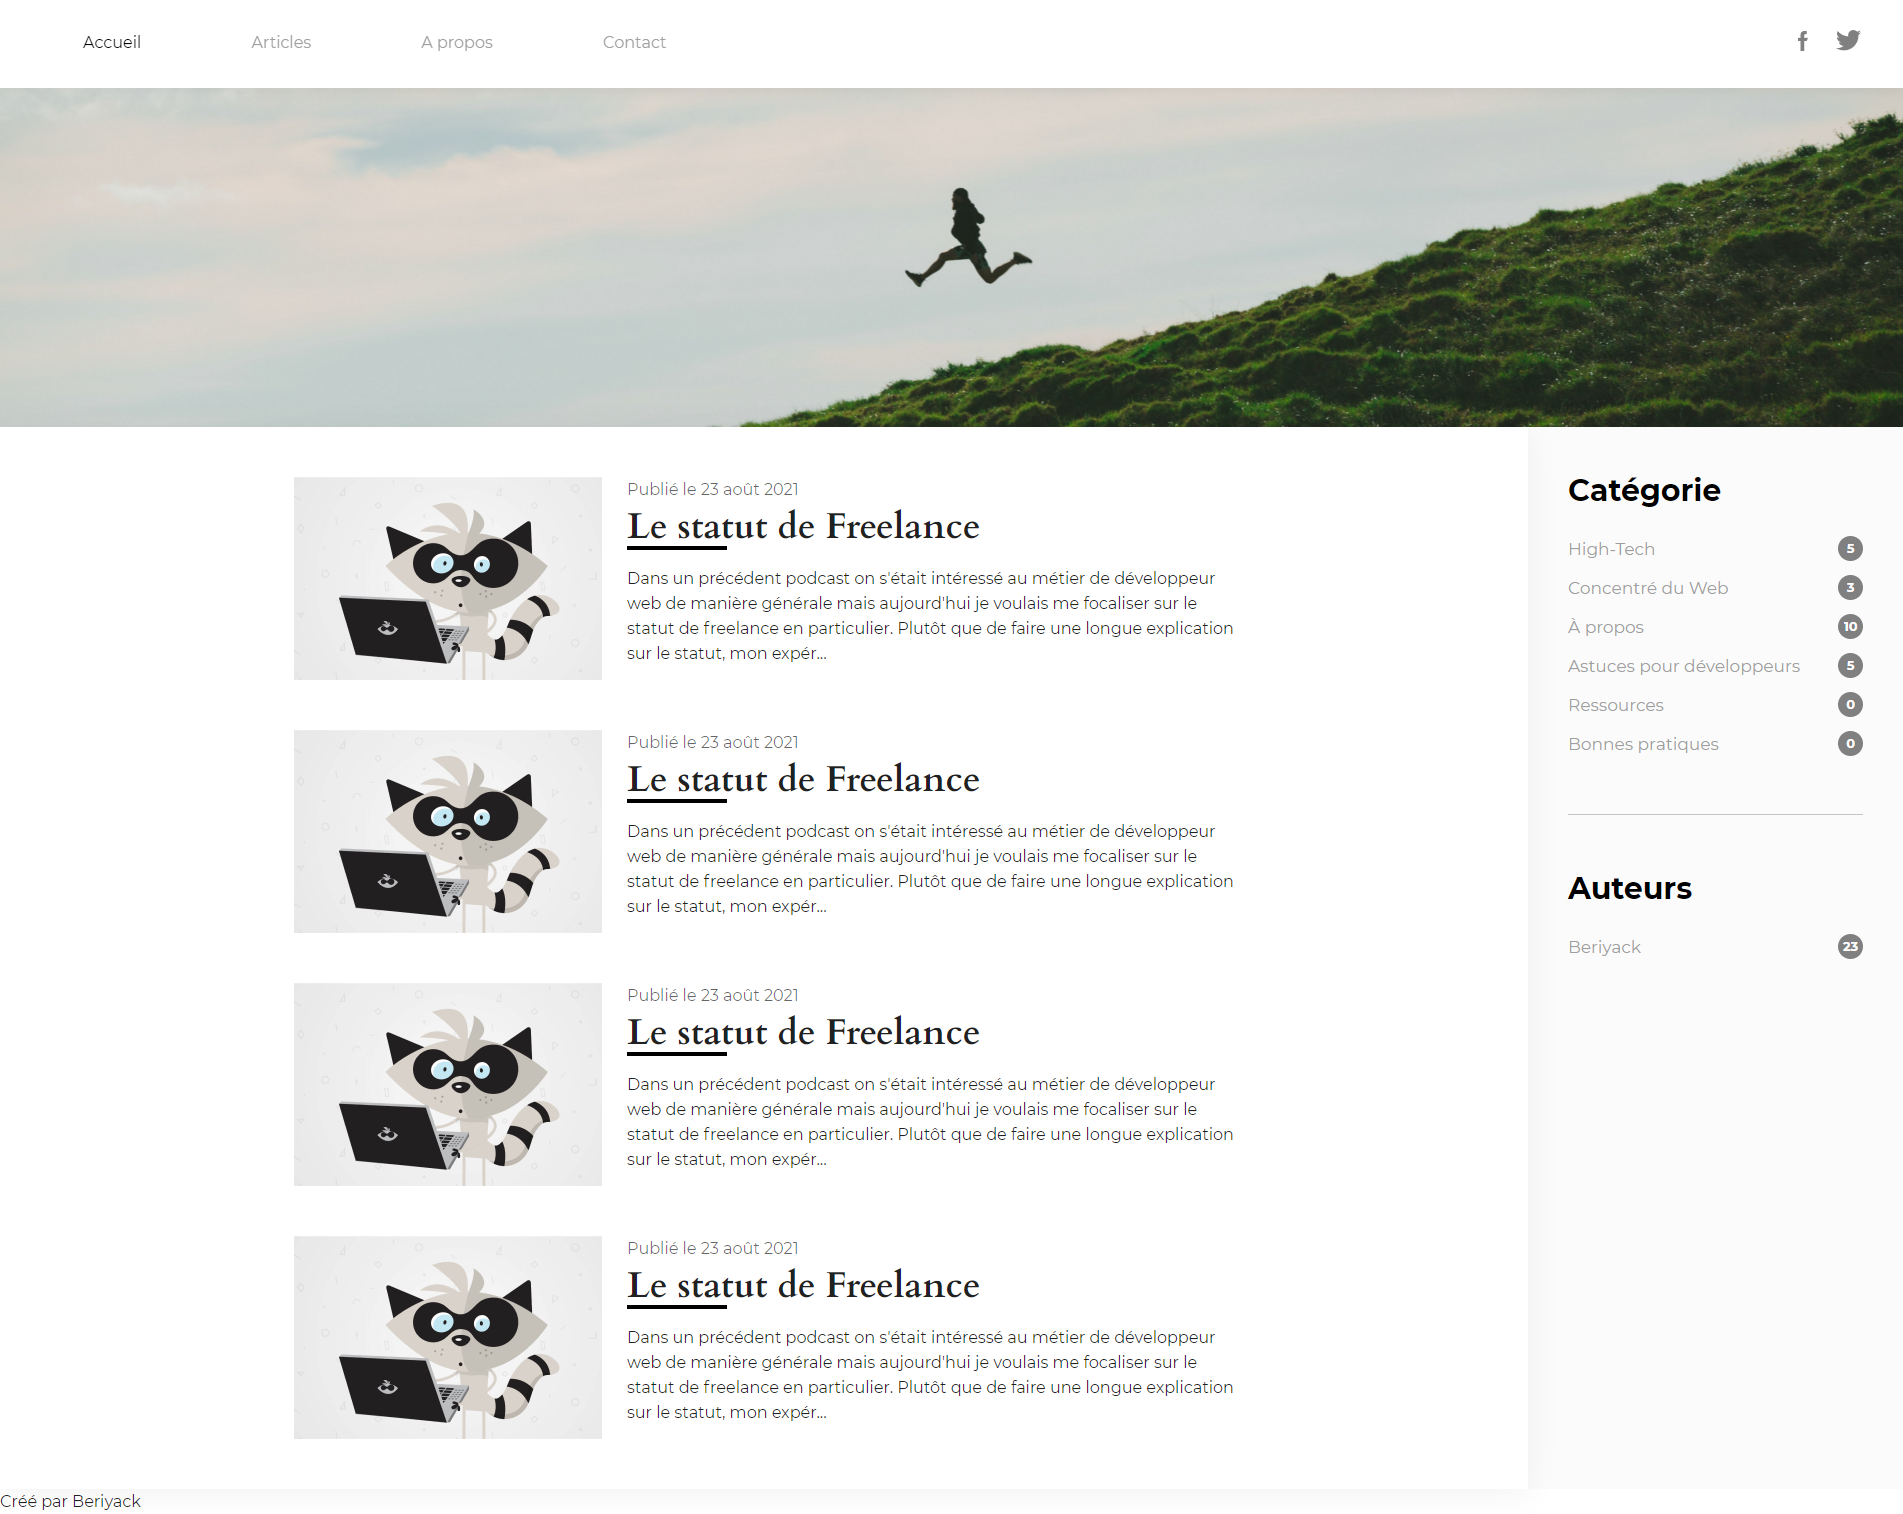 Accueil
Articles
A propos
Contact
Publié le 23 août 2021
Le statut de Freelance
Dans un précédent podcast on s'était intéressé au métier de développeur
web de manière générale mais aujourd'hui je voulais me focaliser sur le
statut de freelance en particulier. Plutôt que de faire une longue explication
sur le statut, mon expér...
Publié le 23 août 2021
Le statut de Freelance
Dans un précédent podcast on s'était intéressé au métier de développeur
web de manière générale mais aujourd'hui je voulais me focaliser sur le
statut de freelance en particulier. Plutôt que de faire une longue explication
sur le statut, mon expér...
Publié le 23 août 2021
Le statut de Freelance
Dans un précédent podcast on s'était intéressé au métier de développeur
web de manière générale mais aujourd'hui je voulais me focaliser sur le
statut de freelance en particulier. Plutôt que de faire une longue explication
sur le statut, mon expér...
Publié le 23 août 2021
Le statut de Freelance
Dans un précédent podcast on s'était intéressé au métier de développeur
web de manière générale mais aujourd'hui je voulais me focaliser sur le
statut de freelance en particulier. Plutôt que de faire une longue explication
sur le statut, mon expér...
Catégorie
High-Tech 5
Concentré du Web 3
À propos 10
Astuces pour développeurs 5
Ressources 0
Bonnes pratiques 0
Auteurs
Beriyack 23
Créé par Beriyack